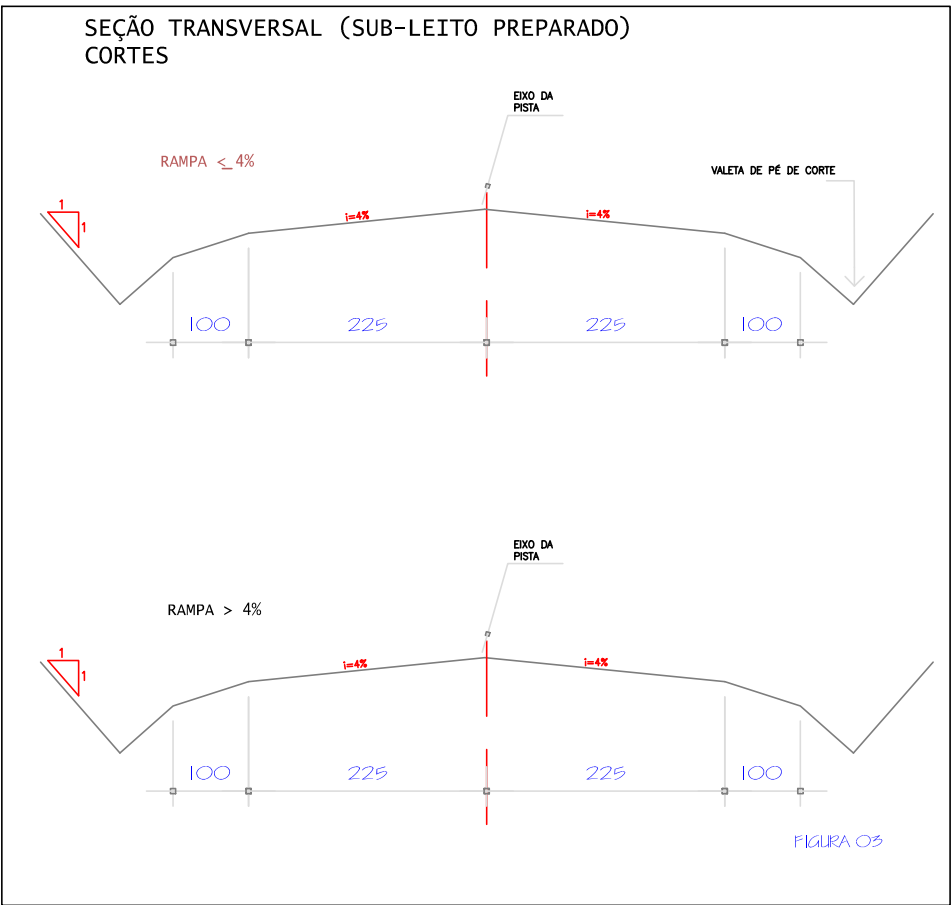 SEÇÃO TRANSVERSAL (SUB-LEITO PREPARADO)
CORTES
EIXO DA
PISTA
RAMPA ≤ 4%
VALETA DE PÉ DE CORTE
1
1
i=4%
i=4%
100
225
225
100
EIXO DA
PISTA
RAMPA > 4%
1
1
i=4%
i=4%
100
225
225
100
FIGURA 03